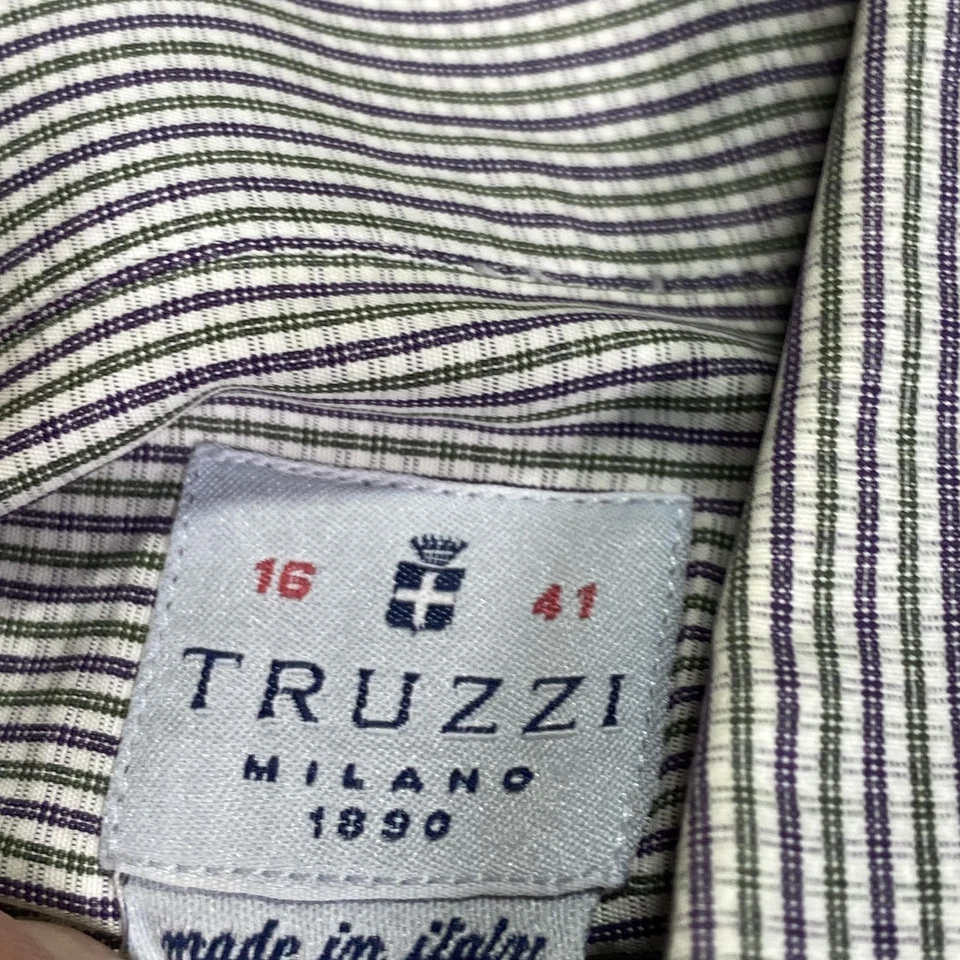 16 41
TRUZZI
MILANO
1890
made in italy